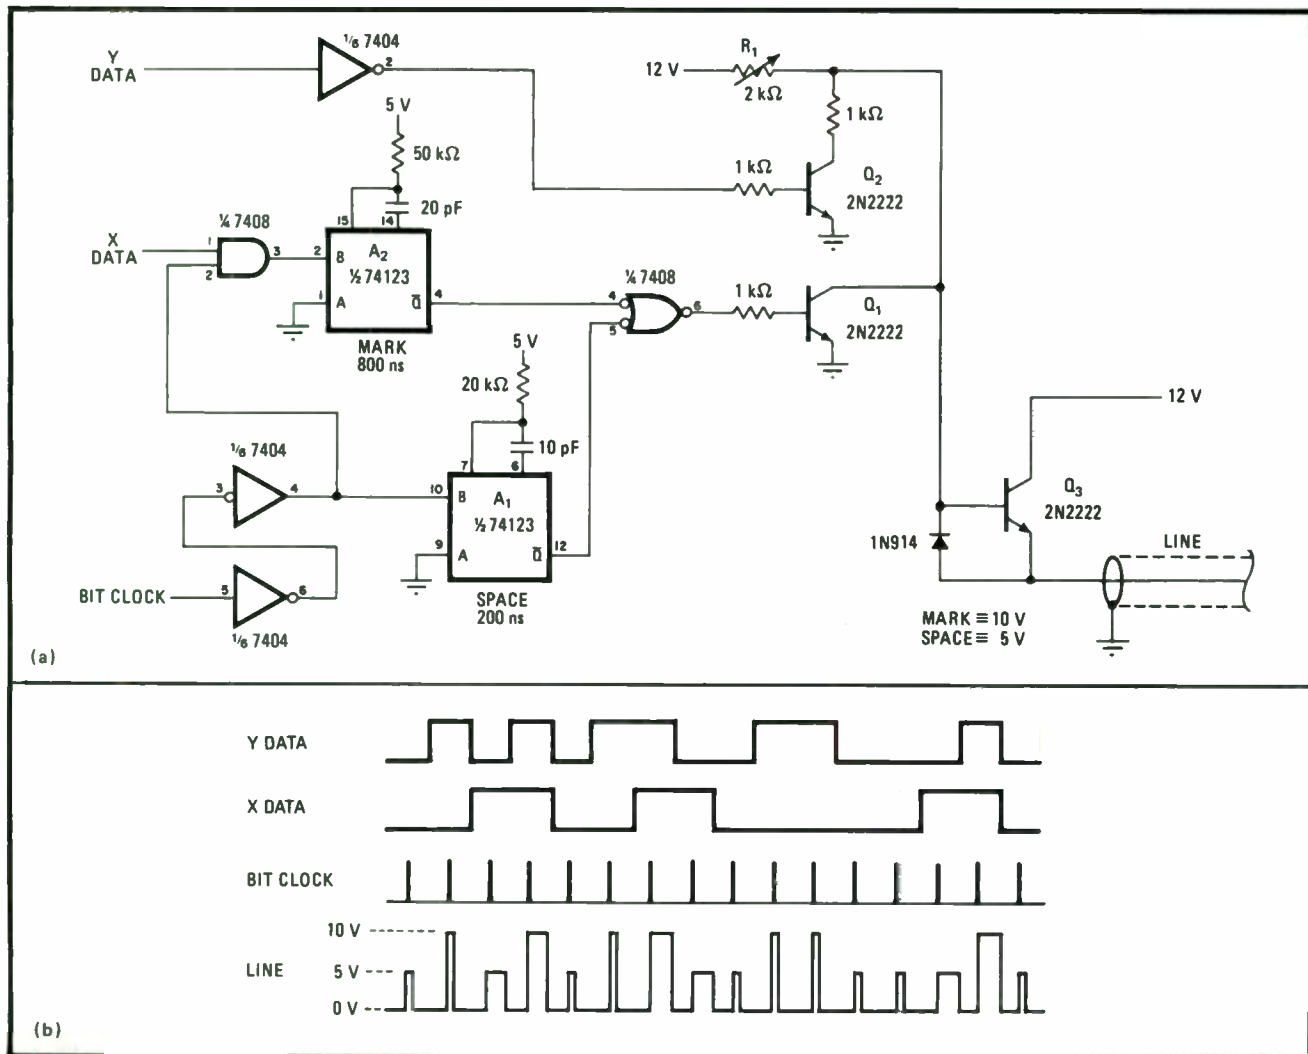 Y
DATA
1/6 7404
2
5 V
50 kΩ
20 pF
R1
12 V
2 kΩ
1 kΩ
1 kΩ
Q2
2N2222
X
DATA
1/4 7408
1
2
3
2
15
14
B
A2
1/2 74123
1
A
Q̅
4
MARK
800 ns
1/4 7408
4
5
6
1 kΩ
Q1
2N2222
5 V
20 kΩ
10 pF
1/6 7404
3
4
7
6
10
B
A1
1/2 74123
9
A
Q̅
12
SPACE
200 ns
BIT CLOCK
5
6
1/6 7404
12 V
Q3
2N2222
1N914
LINE
MARK ≡ 10 V
SPACE ≡ 5 V
(a)
Y DATA
X DATA
BIT CLOCK
LINE
10 V
5 V
0 V
(b)